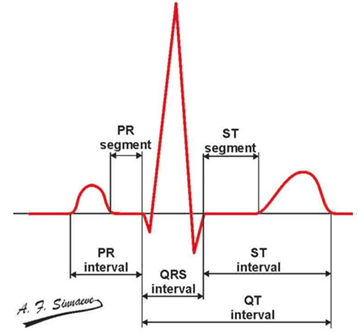 PR
segment
ST
segment
PR
interval
QRS
interval
ST
interval
QT
interval
A. F. Sinnaeve